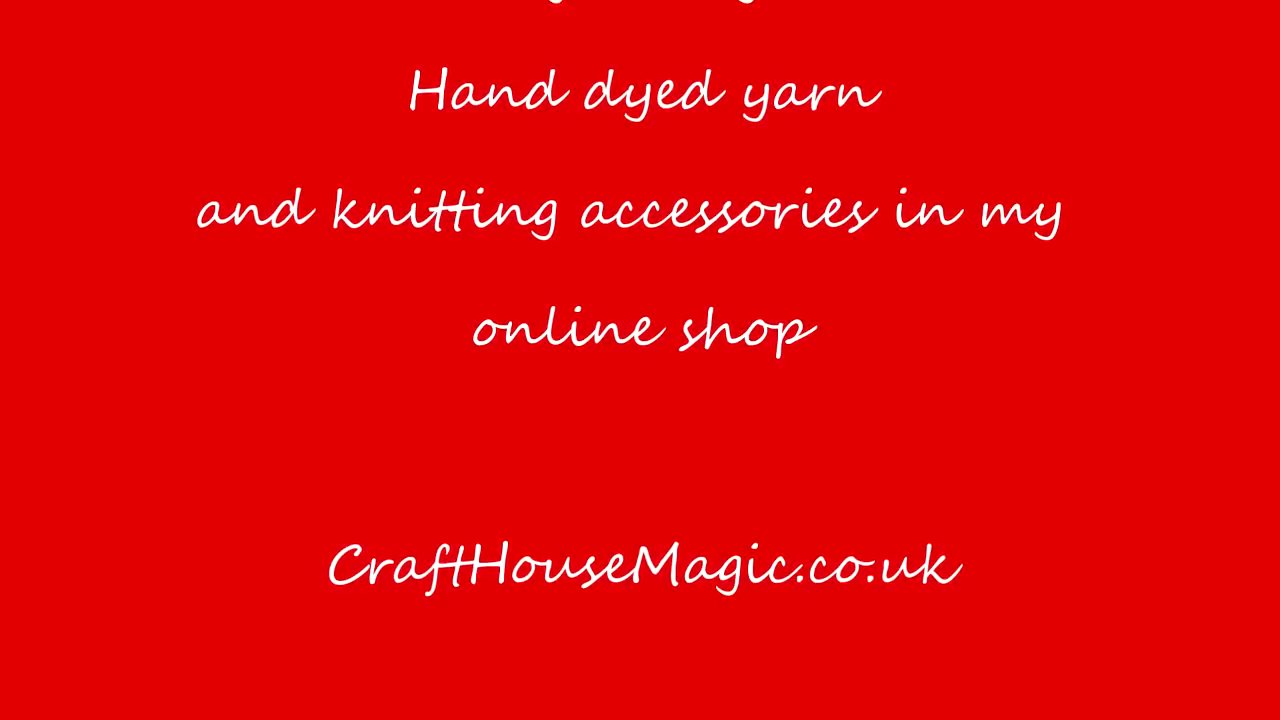 Hand dyed yarn
and knitting accessories in my
online shop
CraftHouseMagic.co.uk